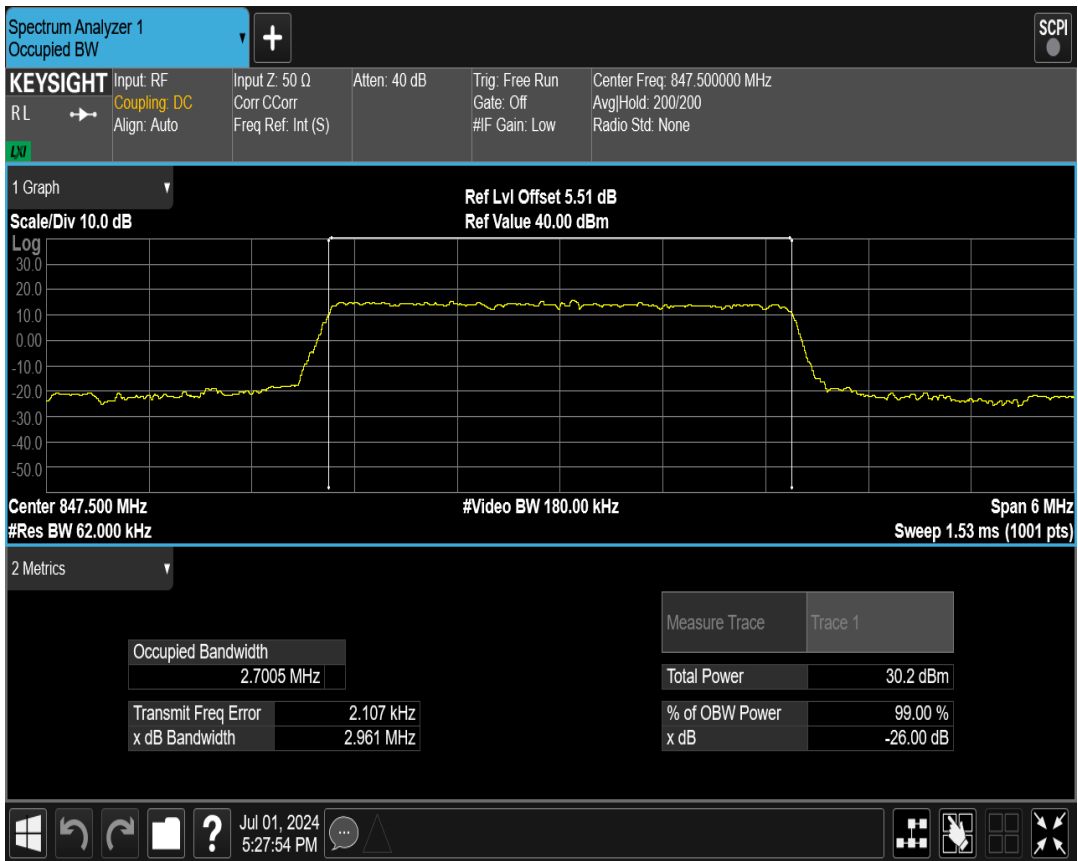 Spectrum Analyzer 1
Occupied BW
+
SCPI
KEYSIGHT
R L
LXI
Input: RF
Coupling: DC
Align: Auto
Input Z: 50 Ω
Corr CCorr
Freq Ref: Int (S)
Atten: 40 dB
Trig: Free Run
Gate: Off
#IF Gain: Low
Center Freq: 847.500000 MHz
Avg|Hold: 200/200
Radio Std: None
1 Graph
Scale/Div 10.0 dB
Ref Lvl Offset 5.51 dB
Ref Value 40.00 dBm
Log
30.0
20.0
10.0
0.00
-10.0
-20.0
-30.0
-40.0
-50.0
Center 847.500 MHz
#Res BW 62.000 kHz
#Video BW 180.00 kHz
Span 6 MHz
Sweep 1.53 ms (1001 pts)
2 Metrics
Measure Trace Trace 1
Occupied Bandwidth
2.7005 MHz
Total Power 30.2 dBm
Transmit Freq Error 2.107 kHz
x dB Bandwidth 2.961 MHz
% of OBW Power 99.00 %
x dB -26.00 dB
?
Jul 01, 2024
5:27:54 PM